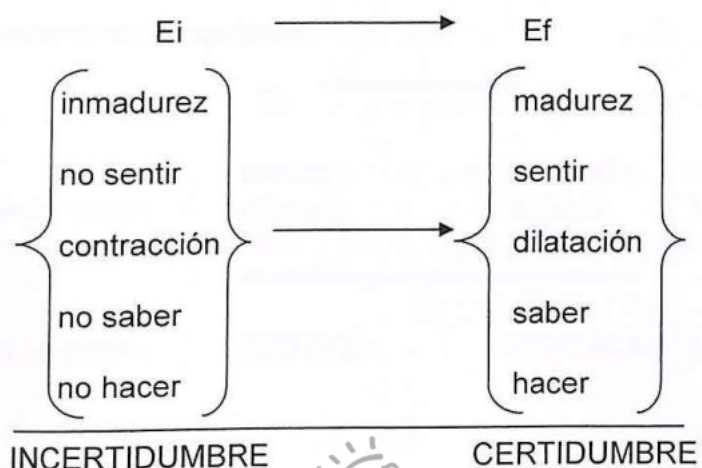 Ei Ef
inmadurez madurez
no sentir sentir
contracción dilatación
no saber saber
no hacer hacer
INCERTIDUMBRE CERTIDUMBRE